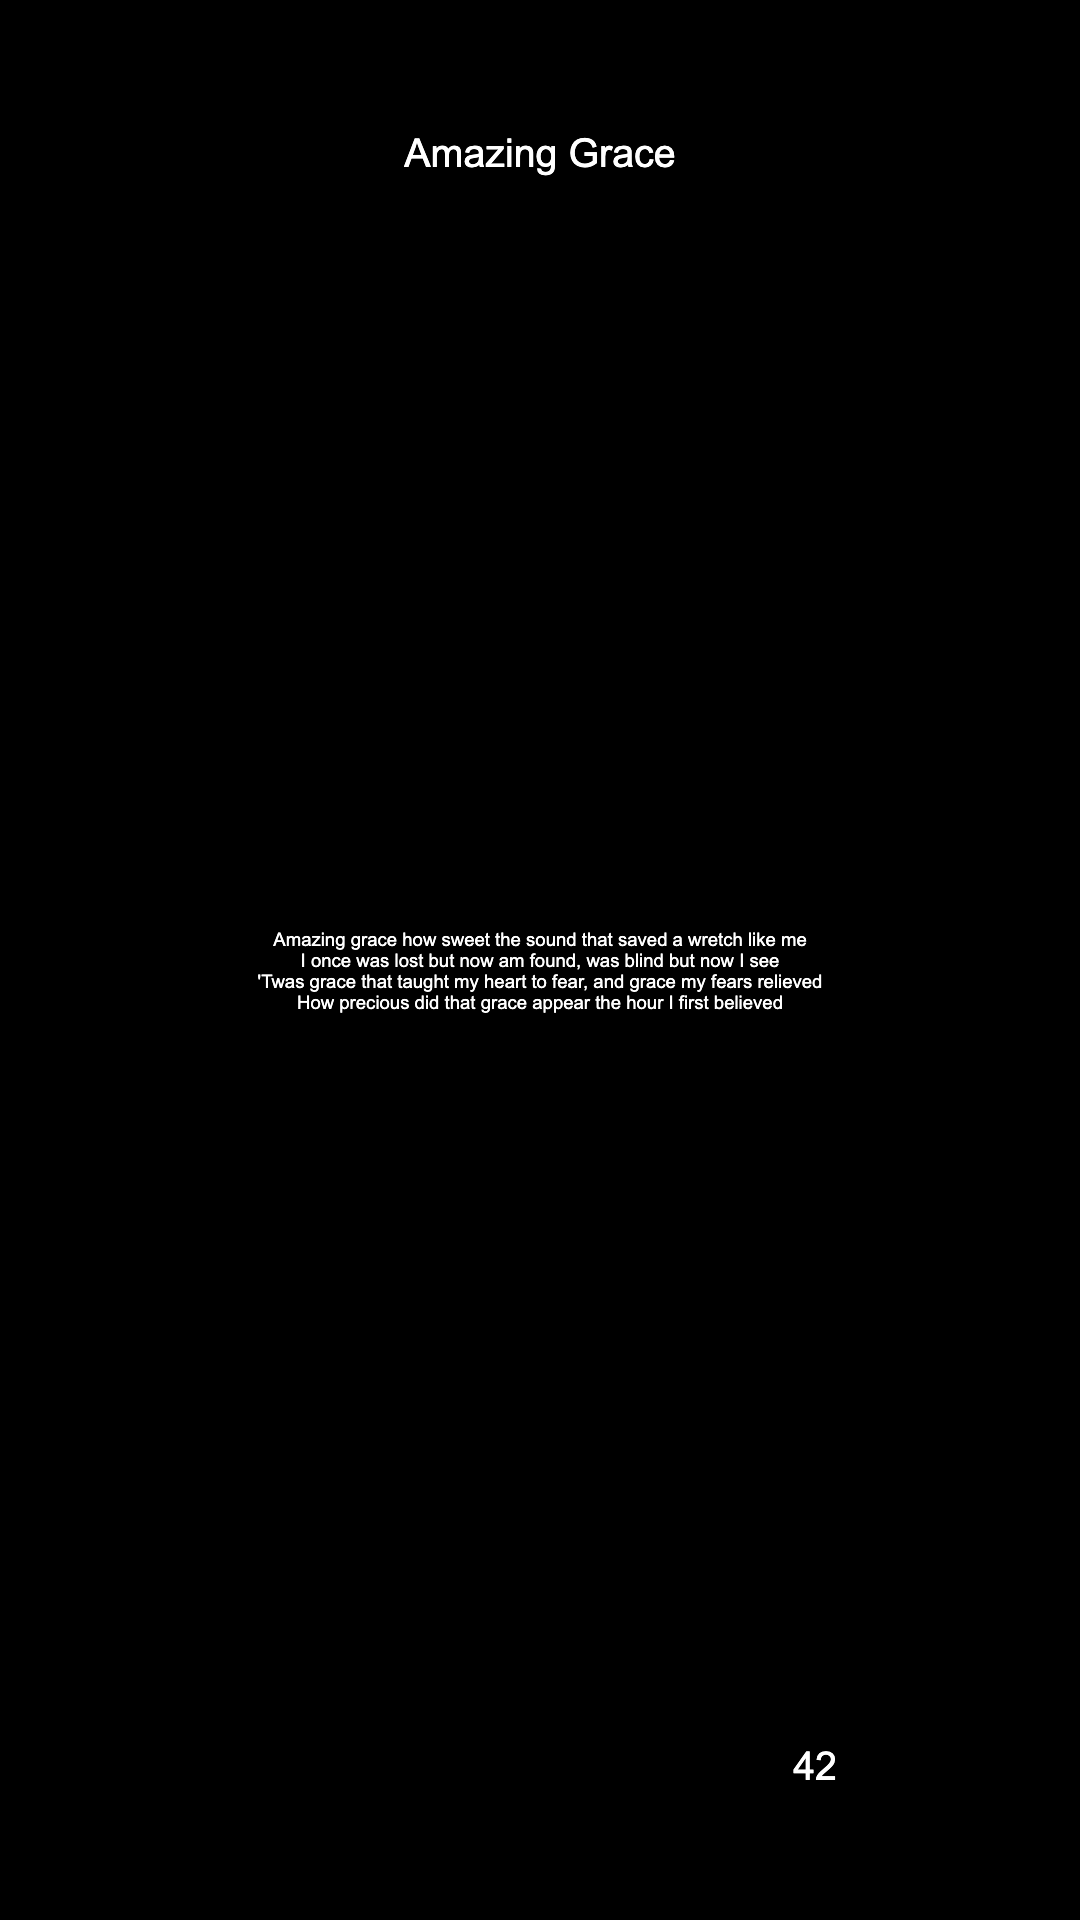 Amazing Grace
Amazing grace how sweet the sound that saved a wretch like me
I once was lost but now am found, was blind but now I see
'Twas grace that taught my heart to fear, and grace my fears relieved
How precious did that grace appear the hour I first believed
42